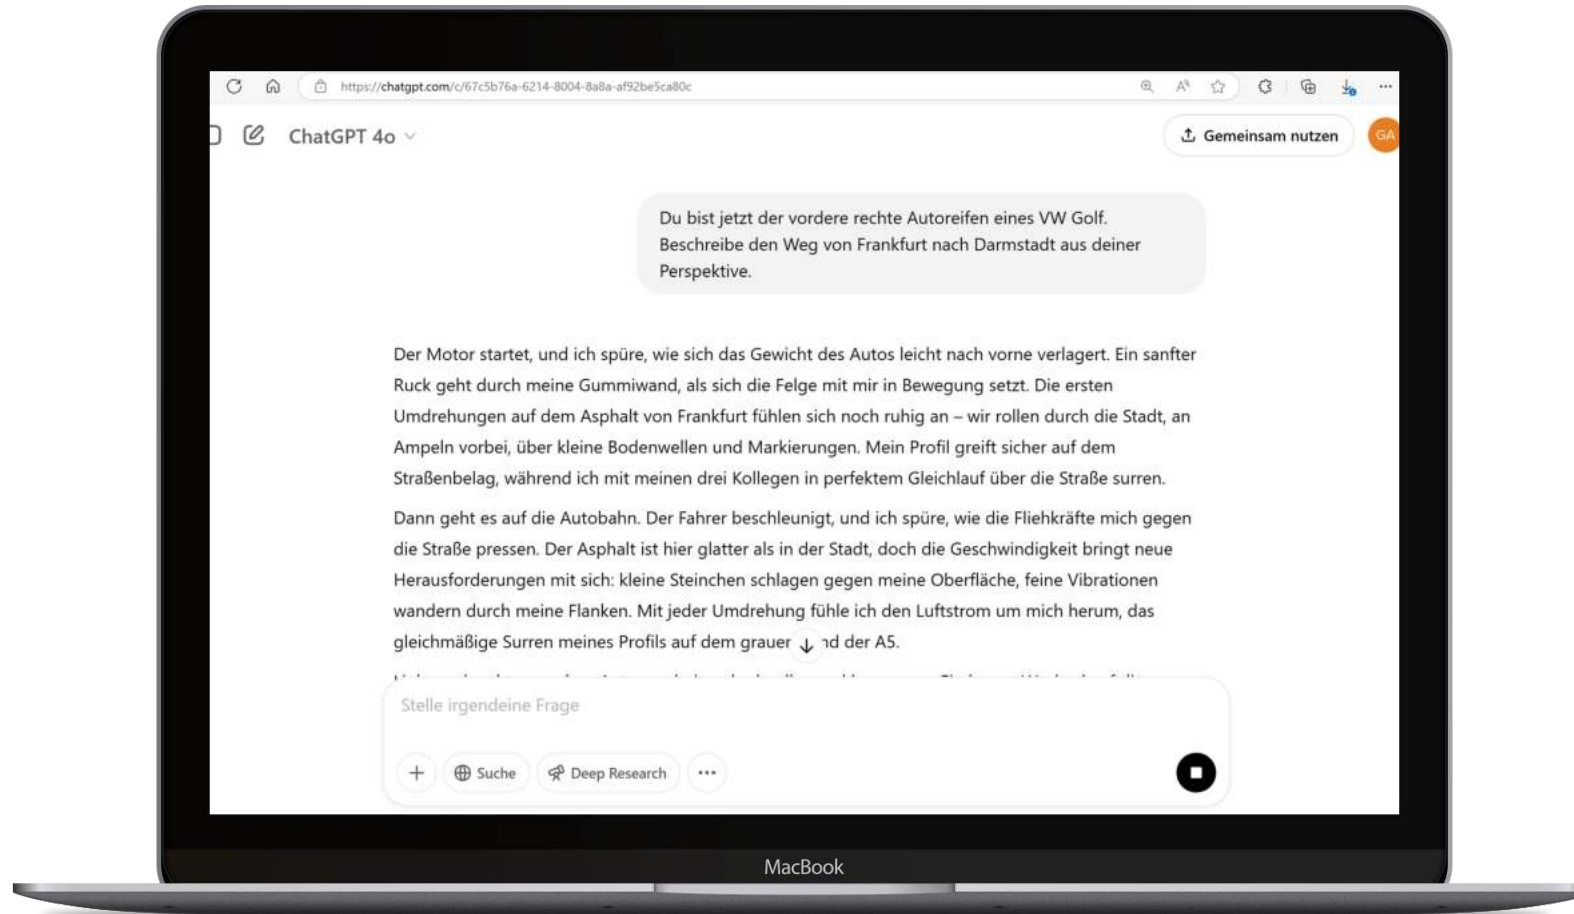 https://chatgpt.com/c/67c5b76a-6214-8004-8a8a-af92be5ca80c
ChatGPT 4o
Gemeinsam nutzen
GA
Du bist jetzt der vordere rechte Autoreifen eines VW Golf.
Beschreibe den Weg von Frankfurt nach Darmstadt aus deiner
Perspektive.
Der Motor startet, und ich spüre, wie sich das Gewicht des Autos leicht nach vorne verlagert. Ein sanfter
Ruck geht durch meine Gummiwand, als sich die Felge mit mir in Bewegung setzt. Die ersten
Umdrehungen auf dem Asphalt von Frankfurt fühlen sich noch ruhig an – wir rollen durch die Stadt, an
Ampeln vorbei, über kleine Bodenwellen und Markierungen. Mein Profil greift sicher auf dem
Straßenbelag, während ich mit meinen drei Kollegen in perfektem Gleichlauf über die Straße surren.
Dann geht es auf die Autobahn. Der Fahrer beschleunigt, und ich spüre, wie die Fliehkräfte mich gegen
die Straße pressen. Der Asphalt ist hier glatter als in der Stadt, doch die Geschwindigkeit bringt neue
Herausforderungen mit sich: kleine Steinchen schlagen gegen meine Oberfläche, feine Vibrationen
wandern durch meine Flanken. Mit jeder Umdrehung fühle ich den Luftstrom um mich herum, das
gleichmäßige Surren meines Profils auf dem der A5.
Stelle irgendeine Frage
Suche
Deep Research
MacBook